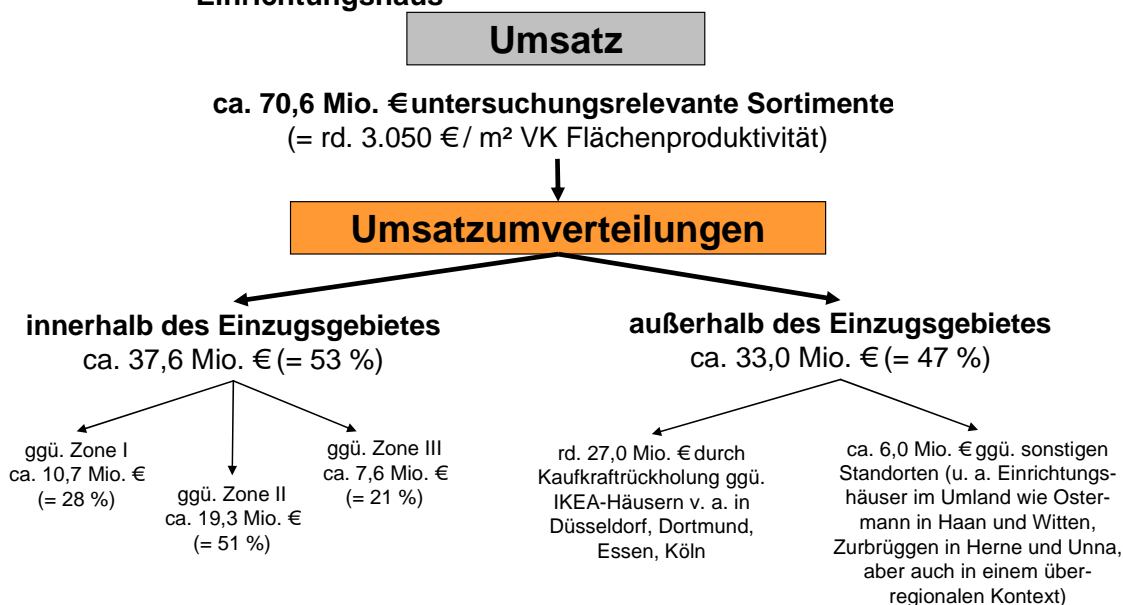 Einrichtungshaus
Umsatz
ca. 70,6 Mio. € untersuchungsrelevante Sortimente
(= rd. 3.050 € / m² VK Flächenproduktivität)
Umsatzumverteilungen
innerhalb des Einzugsgebietes
ca. 37,6 Mio. € (= 53 %)
außerhalb des Einzugsgebietes
ca. 33,0 Mio. € (= 47 %)
ggü. Zone I
ca. 10,7 Mio. €
(= 28 %)
ggü. Zone II
ca. 19,3 Mio. €
(= 51 %)
ggü. Zone III
ca. 7,6 Mio. €
(= 21 %)
rd. 27,0 Mio. € durch
Kaufkraftrückholung ggü.
IKEA-Häusern v. a. in
Düsseldorf, Dortmund,
Essen, Köln
ca. 6,0 Mio. € ggü. sonstigen
Standorten (u. a. Einrichtungs-
häuser im Umland wie Oster-
mann in Haan und Witten,
Zurbrüggen in Herne und Unna,
aber auch in einem über-
regionalen Kontext)